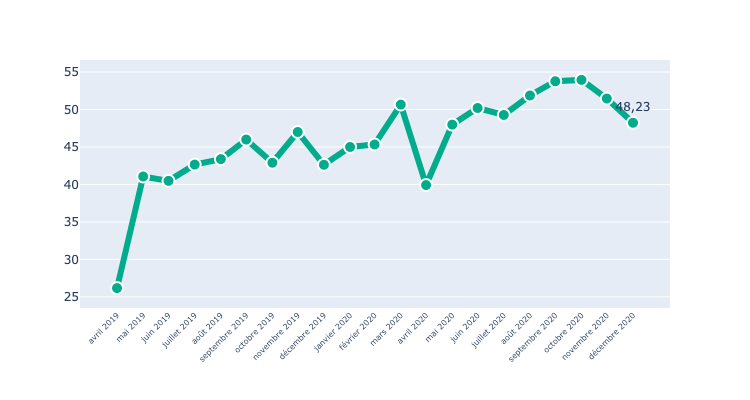 55
50
45
40
35
30
25
48,23
avril 2019
mai 2019
juin 2019
juillet 2019
août 2019
septembre 2019
octobre 2019
novembre 2019
décembre 2019
janvier 2020
février 2020
mars 2020
avril 2020
mai 2020
juin 2020
juillet 2020
août 2020
septembre 2020
octobre 2020
novembre 2020
décembre 2020